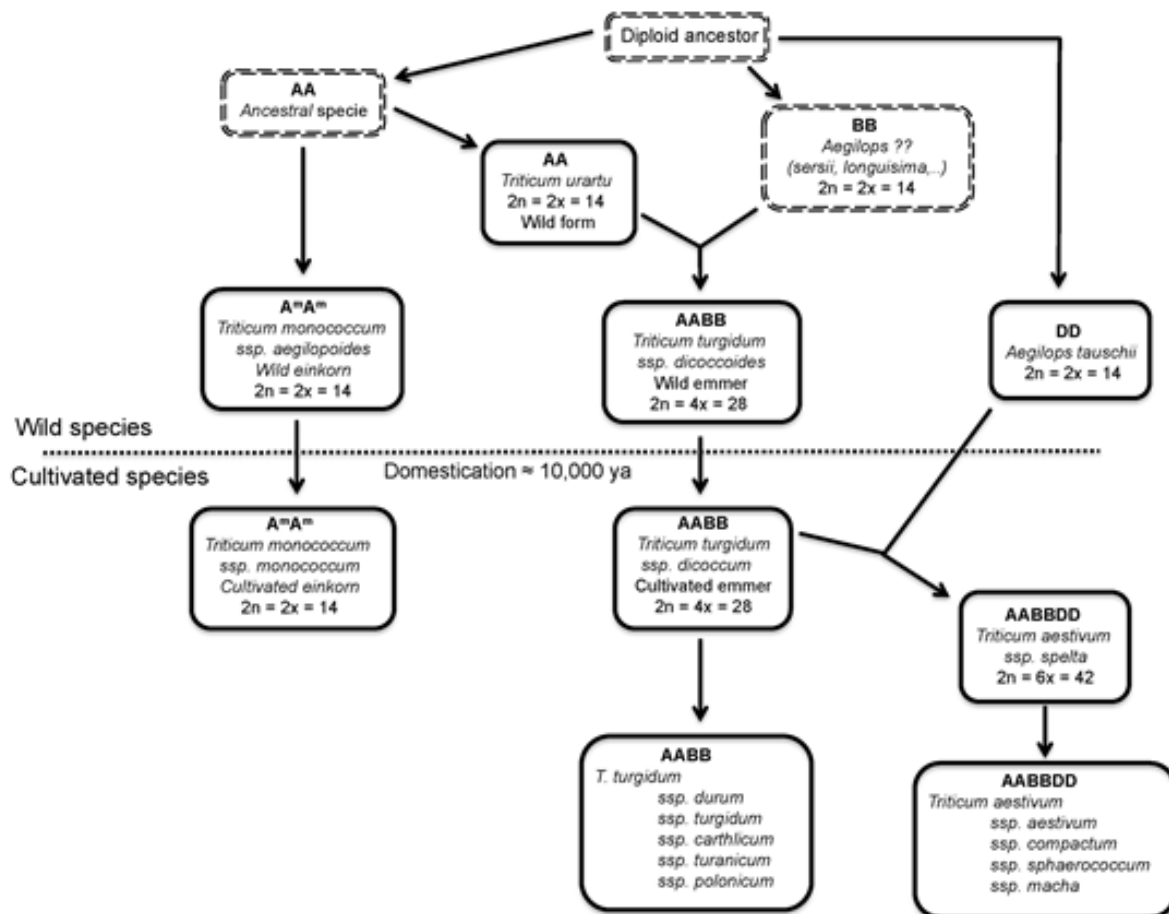 Diploid ancestor
AA
Ancestral specie
BB
Aegilops ??
(sersii, longuisima,..)
2n = 2x = 14
AA
Triticum urartu
2n = 2x = 14
Wild form
AᵐAᵐ
Triticum monococcum
ssp. aegilopoides
Wild einkorn
2n = 2x = 14
AABB
Triticum turgidum
ssp. dicoccoides
Wild emmer
2n = 4x = 28
DD
Aegilops tauschii
2n = 2x = 14
Wild species
Cultivated species
Domestication ≈ 10,000 ya
AᵐAᵐ
Triticum monococcum
ssp. monococcum
Cultivated einkorn
2n = 2x = 14
AABB
Triticum turgidum
ssp. dicoccum
Cultivated emmer
2n = 4x = 28
AABBDD
Triticum aestivum
ssp. spelta
2n = 6x = 42
AABB
T. turgidum
ssp. durum
ssp. turgidum
ssp. carthlicum
ssp. turanicum
ssp. polonicum
AABBDD
Triticum aestivum
ssp. aestivum
ssp. compactum
ssp. sphaerococcum
ssp. macha